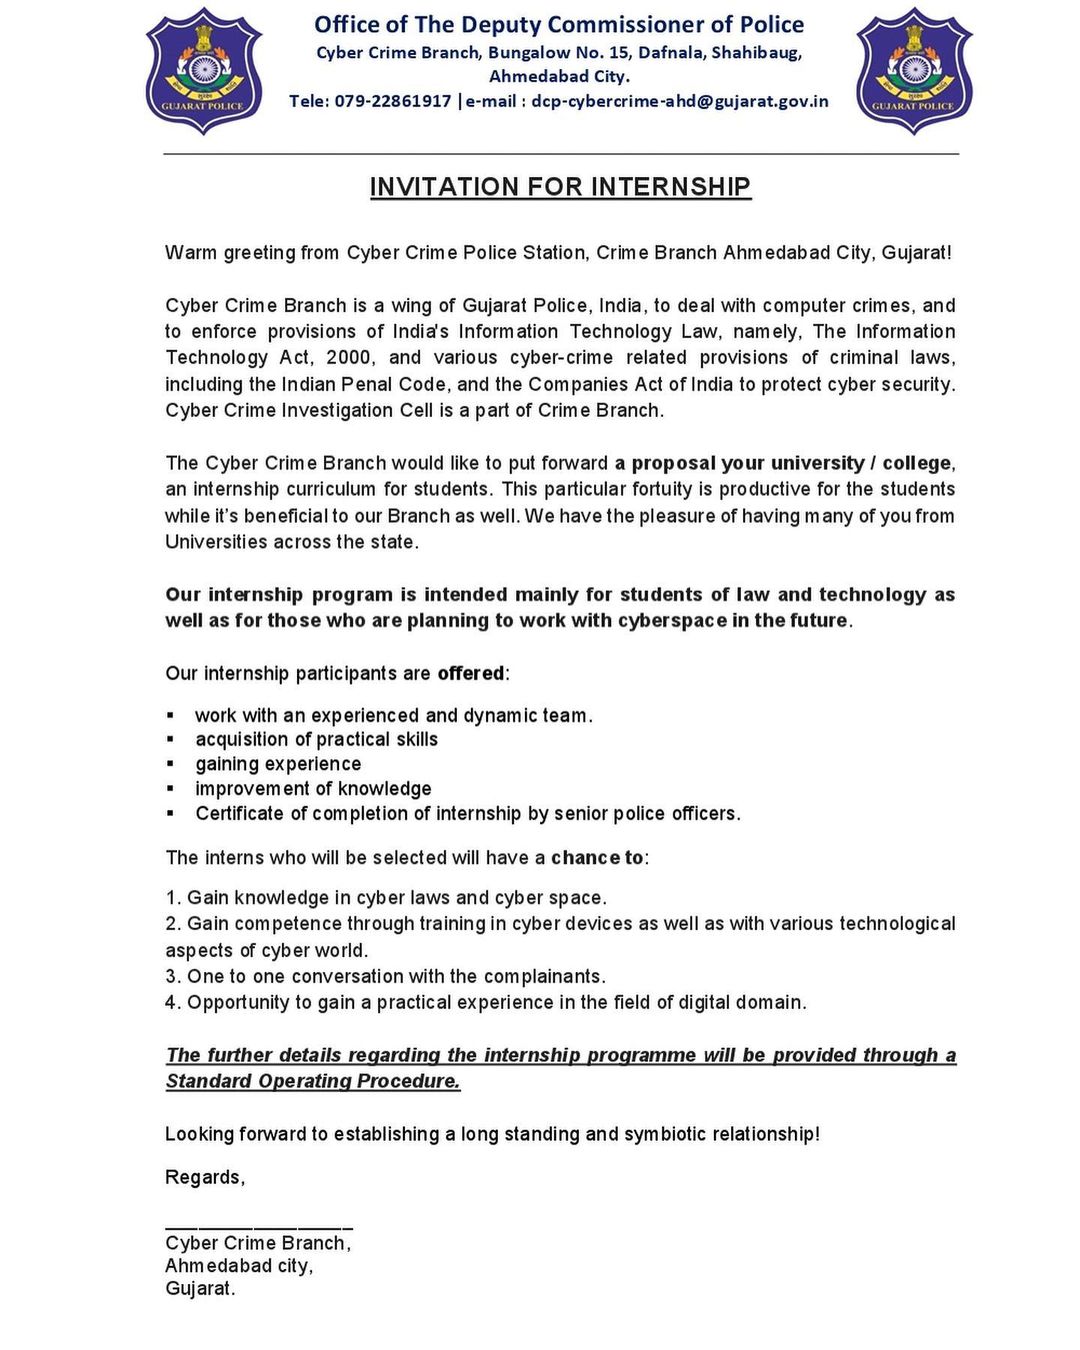 Office of The Deputy Commissioner of Police
Cyber Crime Branch, Bungalow No. 15, Dafnala, Shahibaug,
Ahmedabad City.
Tele: 079-22861917 | e-mail : dcp-cybercrime-ahd@gujarat.gov.in
GUJARAT POLICE
GUJARAT POLICE
INVITATION FOR INTERNSHIP
Warm greeting from Cyber Crime Police Station, Crime Branch Ahmedabad City, Gujarat!
Cyber Crime Branch is a wing of Gujarat Police, India, to deal with computer crimes, and
to enforce provisions of India's Information Technology Law, namely, The Information
Technology Act, 2000, and various cyber-crime related provisions of criminal laws,
including the Indian Penal Code, and the Companies Act of India to protect cyber security.
Cyber Crime Investigation Cell is a part of Crime Branch.
The Cyber Crime Branch would like to put forward a proposal your university / college,
an internship curriculum for students. This particular fortuity is productive for the students
while it’s beneficial to our Branch as well. We have the pleasure of having many of you from
Universities across the state.
Our internship program is intended mainly for students of law and technology as
well as for those who are planning to work with cyberspace in the future.
Our internship participants are offered:
▪ work with an experienced and dynamic team.
▪ acquisition of practical skills
▪ gaining experience
▪ improvement of knowledge
▪ Certificate of completion of internship by senior police officers.
The interns who will be selected will have a chance to:
1. Gain knowledge in cyber laws and cyber space.
2. Gain competence through training in cyber devices as well as with various technological
aspects of cyber world.
3. One to one conversation with the complainants.
4. Opportunity to gain a practical experience in the field of digital domain.
The further details regarding the internship programme will be provided through a
Standard Operating Procedure.
Looking forward to establishing a long standing and symbiotic relationship!
Regards,
Cyber Crime Branch,
Ahmedabad city,
Gujarat.